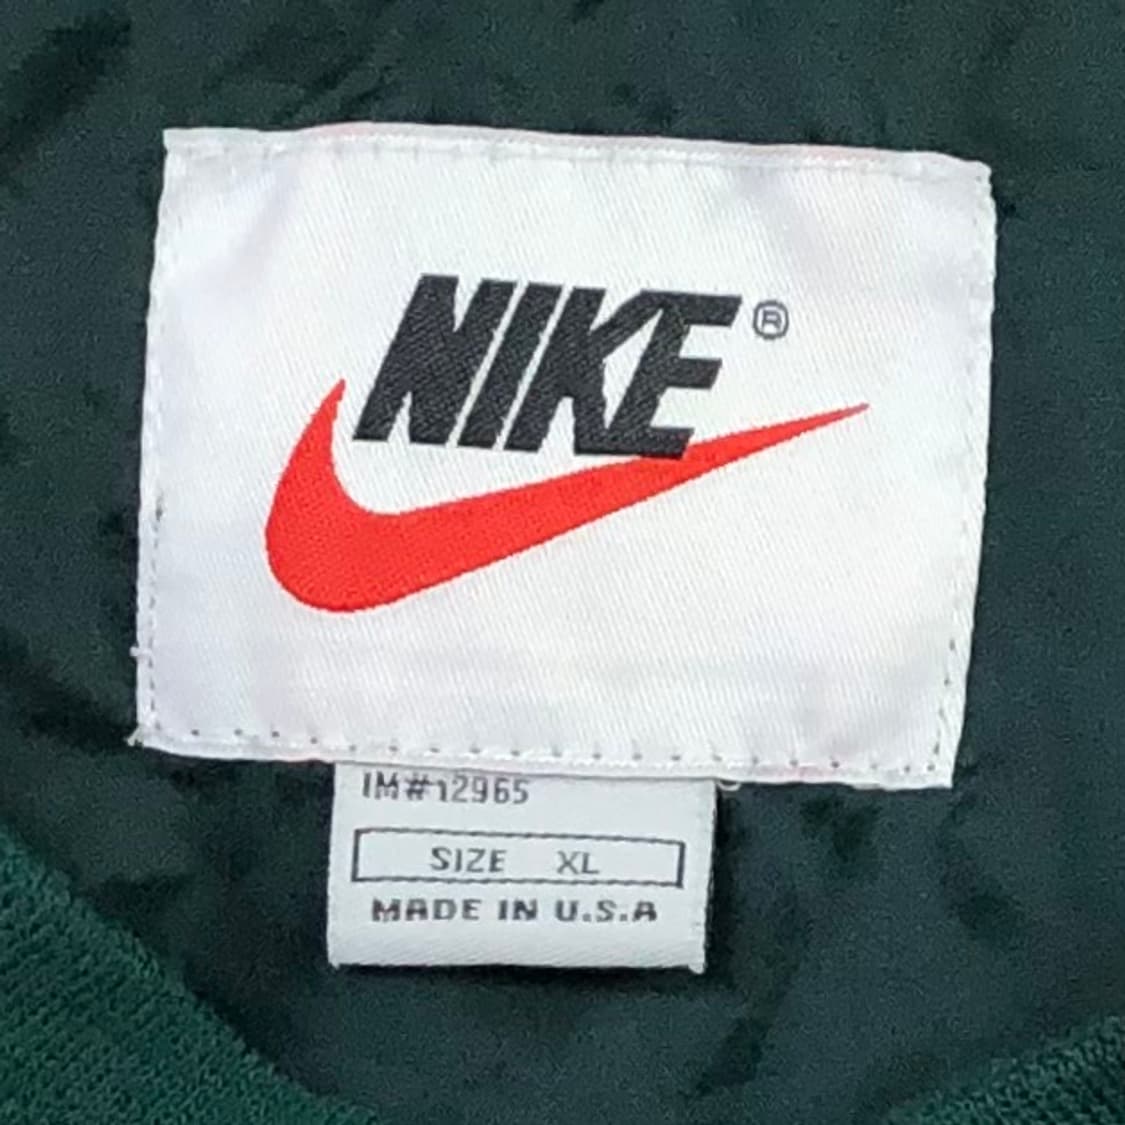 NIKE®
IM#12965
SIZE XL
MADE IN U.S.A